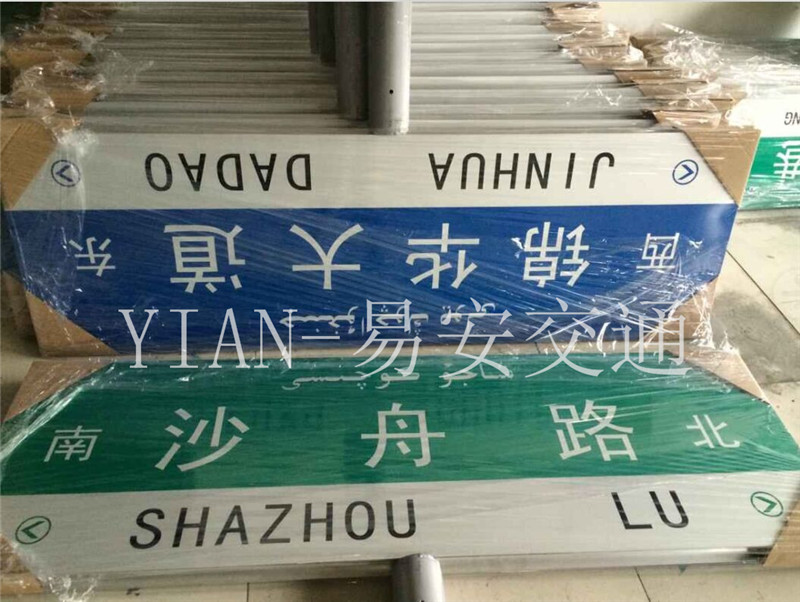 西 锦华大道 东
JINHUA DADAO
YIAN-易安交通
南 沙舟路 北
SHAZHOU LU
NG